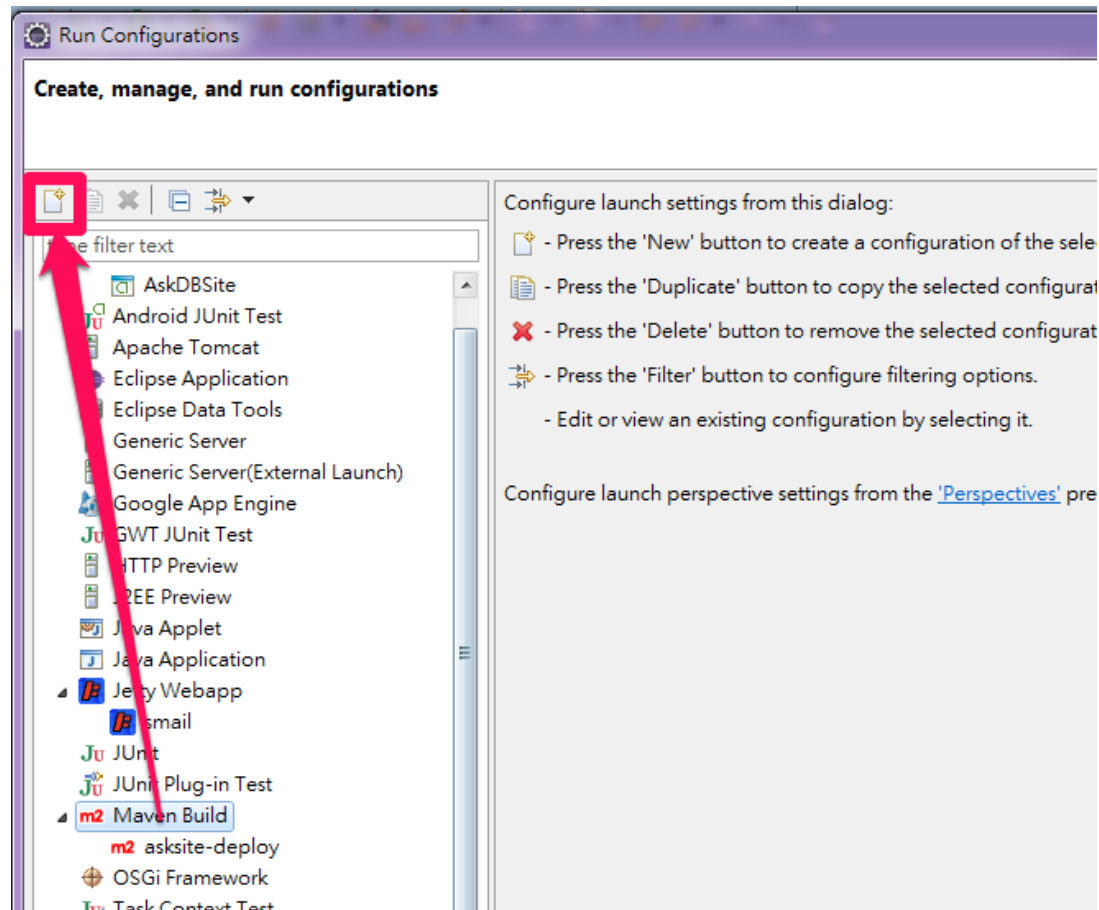 Run Configurations
Create, manage, and run configurations
Configure launch settings from this dialog:
- Press the 'New' button to create a configuration of the
- Press the 'Duplicate' button to copy the selected
- Press the 'Delete' button to remove the selected
- Press the 'Filter' button to configure filtering options.
- Edit or view an existing configuration by selecting it.
Configure launch perspective settings from the 'Perspectives'
type filter text
AskDBSite
Android JUnit Test
Apache Tomcat
Eclipse Application
Eclipse Data Tools
Generic Server
Generic Server(External Launch)
Google App Engine
GWT JUnit Test
HTTP Preview
J2EE Preview
Java Applet
Java Application
Jetty Webapp
smail
Ju JUnit
JUnit Plug-in Test
m2 Maven Build
m2 asksite-deploy
OSGi Framework
Task Context Test